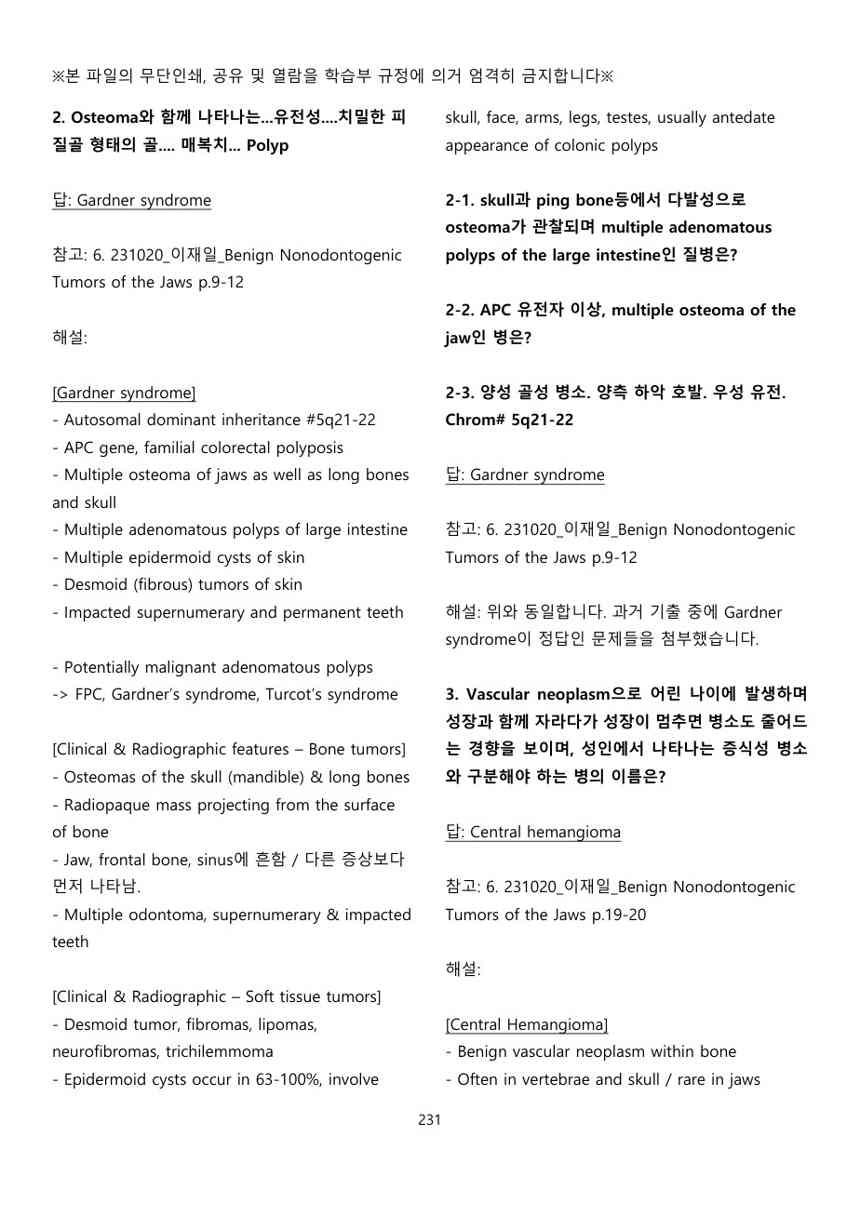 ※본 파일의 무단인쇄, 공유 및 열람을 학습부 규정에 의거 엄격히 금지합니다※
2. Osteoma와 함께 나타나는...유전성....치밀한 피
질골 형태의 골.... 매복치... Polyp
답: Gardner syndrome
참고: 6. 231020_이재일_Benign Nonodontogenic
Tumors of the Jaws p.9-12
해설:
[Gardner syndrome]
- Autosomal dominant inheritance #5q21-22
- APC gene, familial colorectal polyposis
- Multiple osteoma of jaws as well as long bones
and skull
- Multiple adenomatous polyps of large intestine
- Multiple epidermoid cysts of skin
- Desmoid (fibrous) tumors of skin
- Impacted supernumerary and permanent teeth
- Potentially malignant adenomatous polyps
-> FPC, Gardner's syndrome, Turcot's syndrome
[Clinical & Radiographic features – Bone tumors]
- Osteomas of the skull (mandible) & long bones
- Radiopaque mass projecting from the surface
of bone
- Jaw, frontal bone, sinus에 흔함 / 다른 증상보다
먼저 나타남.
- Multiple odontoma, supernumerary & impacted
teeth
[Clinical & Radiographic – Soft tissue tumors]
- Desmoid tumor, fibromas, lipomas,
neurofibromas, trichilemmoma
- Epidermoid cysts occur in 63-100%, involve
skull, face, arms, legs, testes, usually antedate
appearance of colonic polyps
2-1. skull과 ping bone등에서 다발성으로
osteoma가 관찰되며 multiple adenomatous
polyps of the large intestine인 질병은?
2-2. APC 유전자 이상, multiple osteoma of the
jaw인 병은?
2-3. 양성 골성 병소. 양측 하악 호발. 우성 유전.
Chrom# 5q21-22
답: Gardner syndrome
참고: 6. 231020_이재일_Benign Nonodontogenic
Tumors of the Jaws p.9-12
해설: 위와 동일합니다. 과거 기출 중에 Gardner
syndrome이 정답인 문제들을 첨부했습니다.
3. Vascular neoplasm으로 어린 나이에 발생하며
성장과 함께 자라다가 성장이 멈추면 병소도 줄어드
는 경향을 보이며, 성인에서 나타나는 증식성 병소
와 구분해야 하는 병의 이름은?
답: Central hemangioma
참고: 6. 231020_이재일_Benign Nonodontogenic
Tumors of the Jaws p.19-20
해설:
[Central Hemangioma]
- Benign vascular neoplasm within bone
- Often in vertebrae and skull / rare in jaws
231